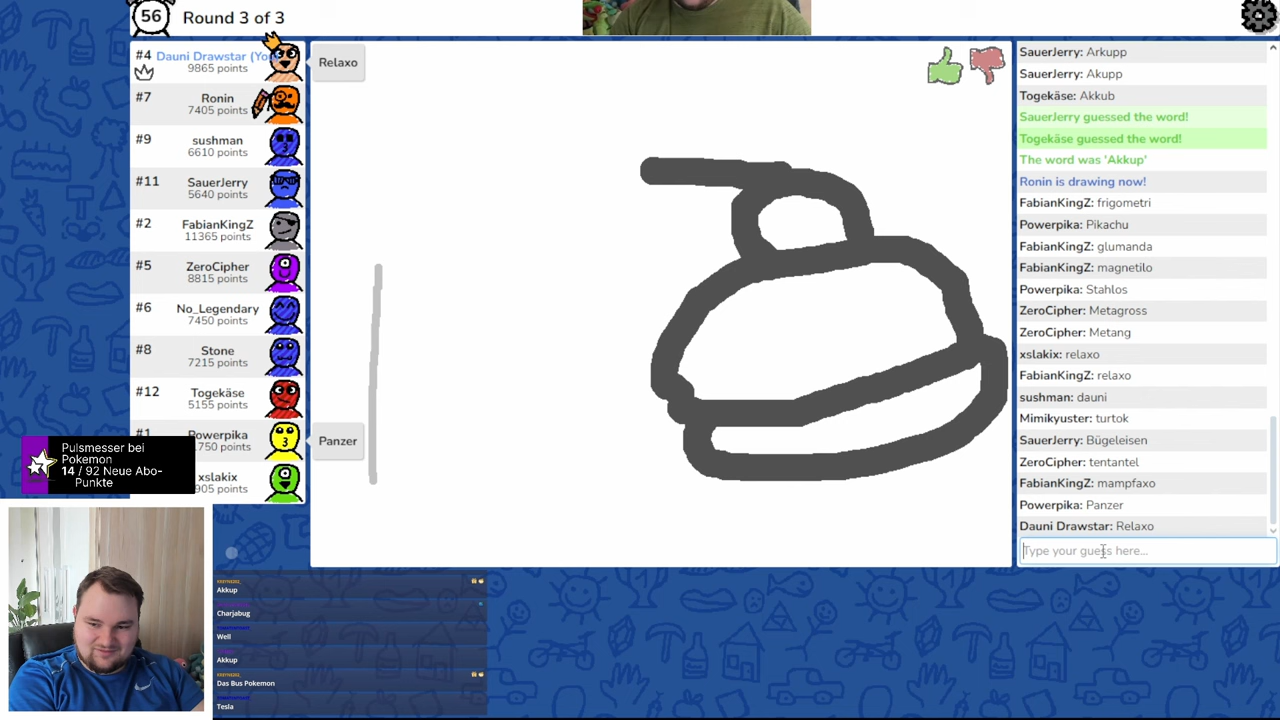 56
Round 3 of 3
#4 Dauni Drawstar (You)
9865 points
#7 Ronin
7405 points
#9 sushman
6610 points
#11 SauerJerry
5640 points
#2 FabianKingZ
11365 points
#5 ZeroCipher
8815 points
#6 No_Legendary
7450 points
#8 Stone
7215 points
#12 Togekäse
5155 points
#1 Powerpika
750 points
xslakix
905 points
Relaxo
Panzer
Pulsmesser bei
Pokemon
14 / 92 Neue Abo-
Punkte
SauerJerry: Arkupp
SauerJerry: Akupp
Togekäse: Akkub
SauerJerry guessed the word!
Togekäse guessed the word!
The word was 'Akkup'
Ronin is drawing now!
FabianKingZ: frigometri
Powerpika: Pikachu
FabianKingZ: glumanda
FabianKingZ: magnetilo
Powerpika: Stahlos
ZeroCipher: Metagross
ZeroCipher: Metang
xslakix: relaxo
FabianKingZ: relaxo
sushman: dauni
Mimikyuster: turtok
SauerJerry: Bügeleisen
ZeroCipher: tentantel
FabianKingZ: mampfaxo
Powerpika: Panzer
Dauni Drawstar: Relaxo
Type your guess here...
Akkup
Charjabug
Well
Akkup
Das Bus Pokemon
Tesla